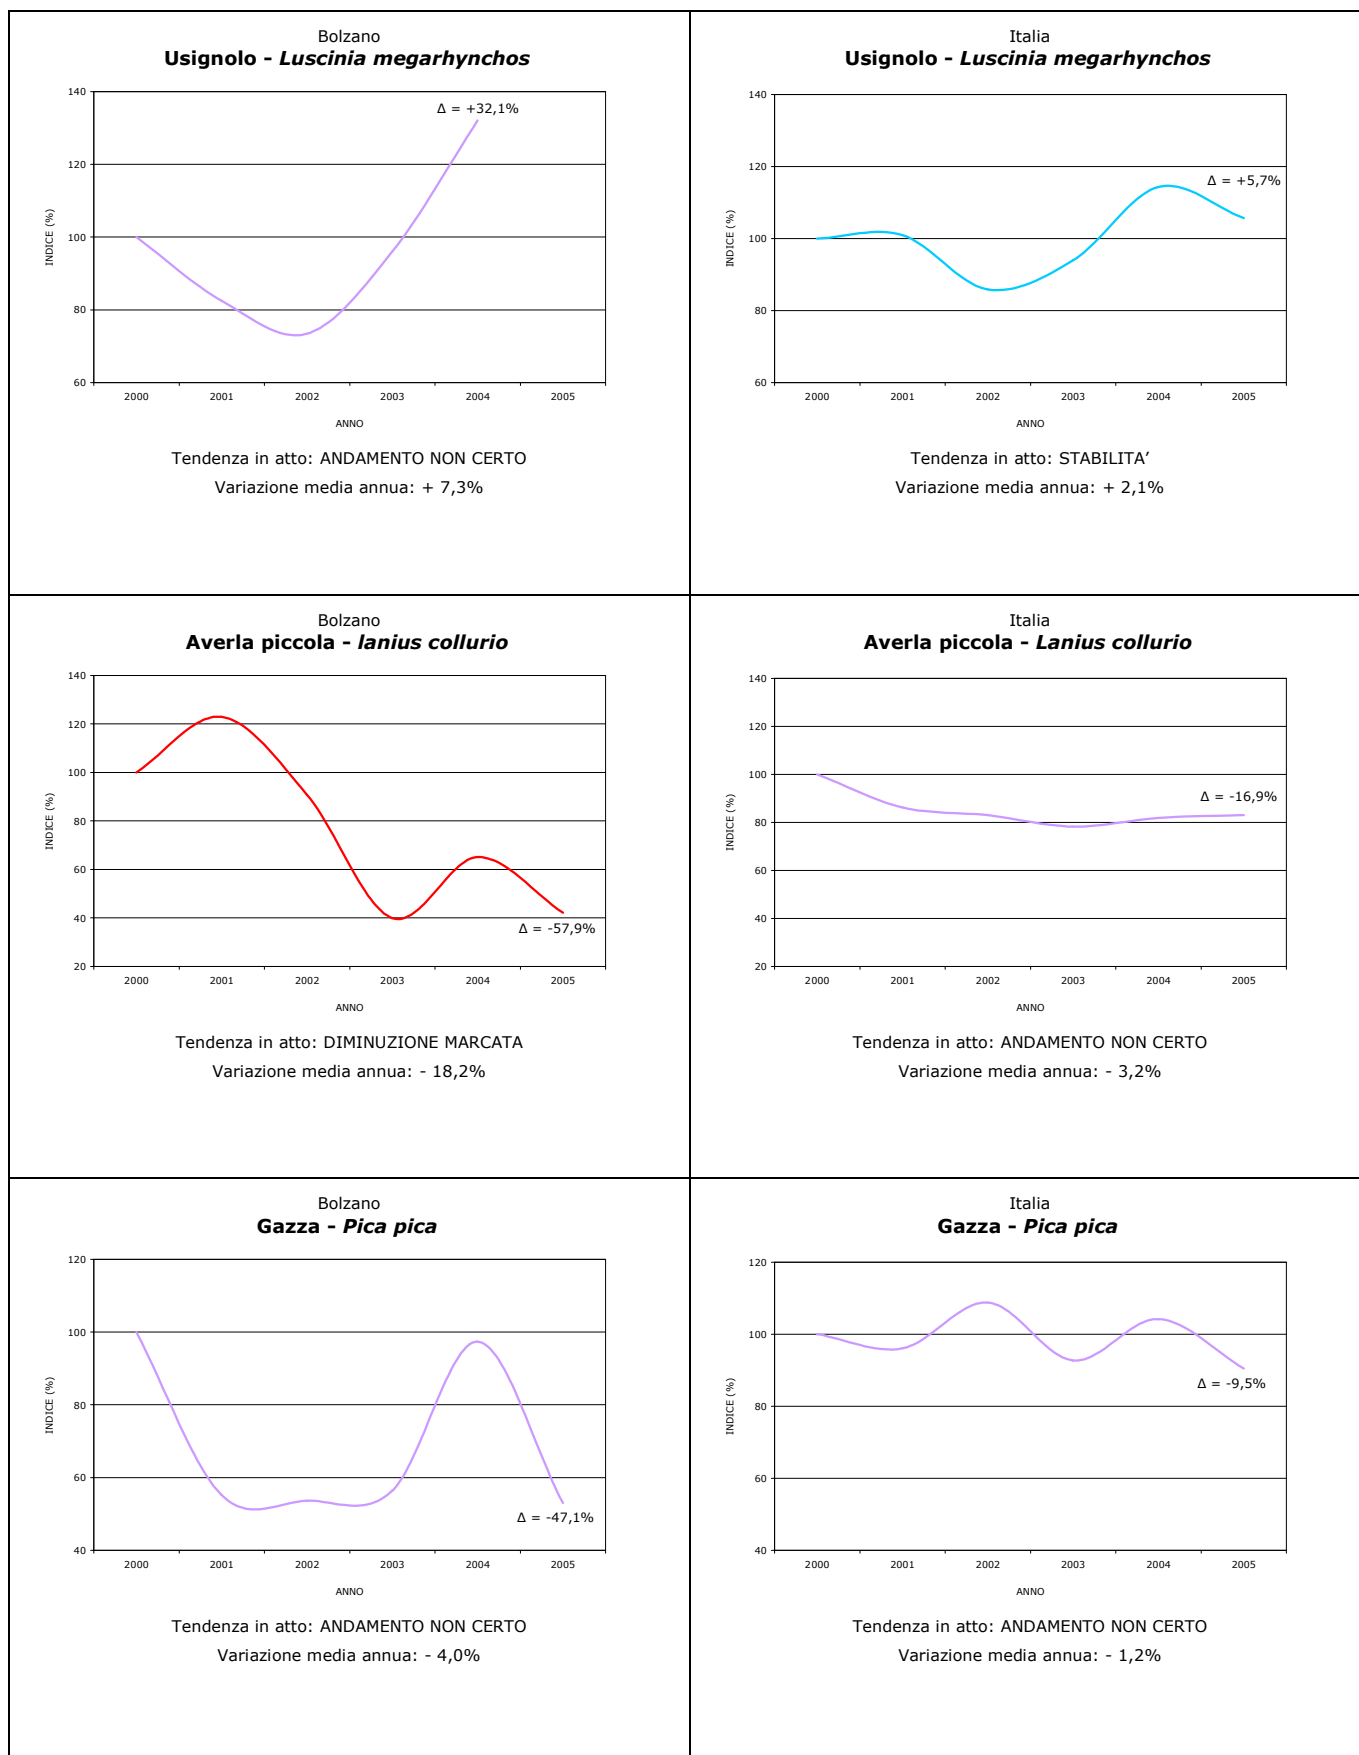 Bolzano
Usignolo - Luscinia megarhynchos
140
120
100
80
60
INDICE (%)
Δ = +32,1%
2000 2001 2002 2003 2004 2005
ANNO
Tendenza in atto: ANDAMENTO NON CERTO
Variazione media annua: + 7,3%
Italia
Usignolo - Luscinia megarhynchos
140
120
100
80
60
INDICE (%)
Δ = +5,7%
2000 2001 2002 2003 2004 2005
ANNO
Tendenza in atto: STABILITA’
Variazione media annua: + 2,1%
Bolzano
Averla piccola - lanius collurio
140
120
100
80
60
40
20
INDICE (%)
Δ = -57,9%
2000 2001 2002 2003 2004 2005
ANNO
Tendenza in atto: DIMINUZIONE MARCATA
Variazione media annua: - 18,2%
Italia
Averla piccola - Lanius collurio
140
120
100
80
60
40
20
INDICE (%)
Δ = -16,9%
2000 2001 2002 2003 2004 2005
ANNO
Tendenza in atto: ANDAMENTO NON CERTO
Variazione media annua: - 3,2%
Bolzano
Gazza - Pica pica
120
100
80
60
40
INDICE (%)
Δ = -47,1%
2000 2001 2002 2003 2004 2005
ANNO
Tendenza in atto: ANDAMENTO NON CERTO
Variazione media annua: - 4,0%
Italia
Gazza - Pica pica
120
100
80
60
40
INDICE (%)
Δ = -9,5%
2000 2001 2002 2003 2004 2005
ANNO
Tendenza in atto: ANDAMENTO NON CERTO
Variazione media annua: - 1,2%